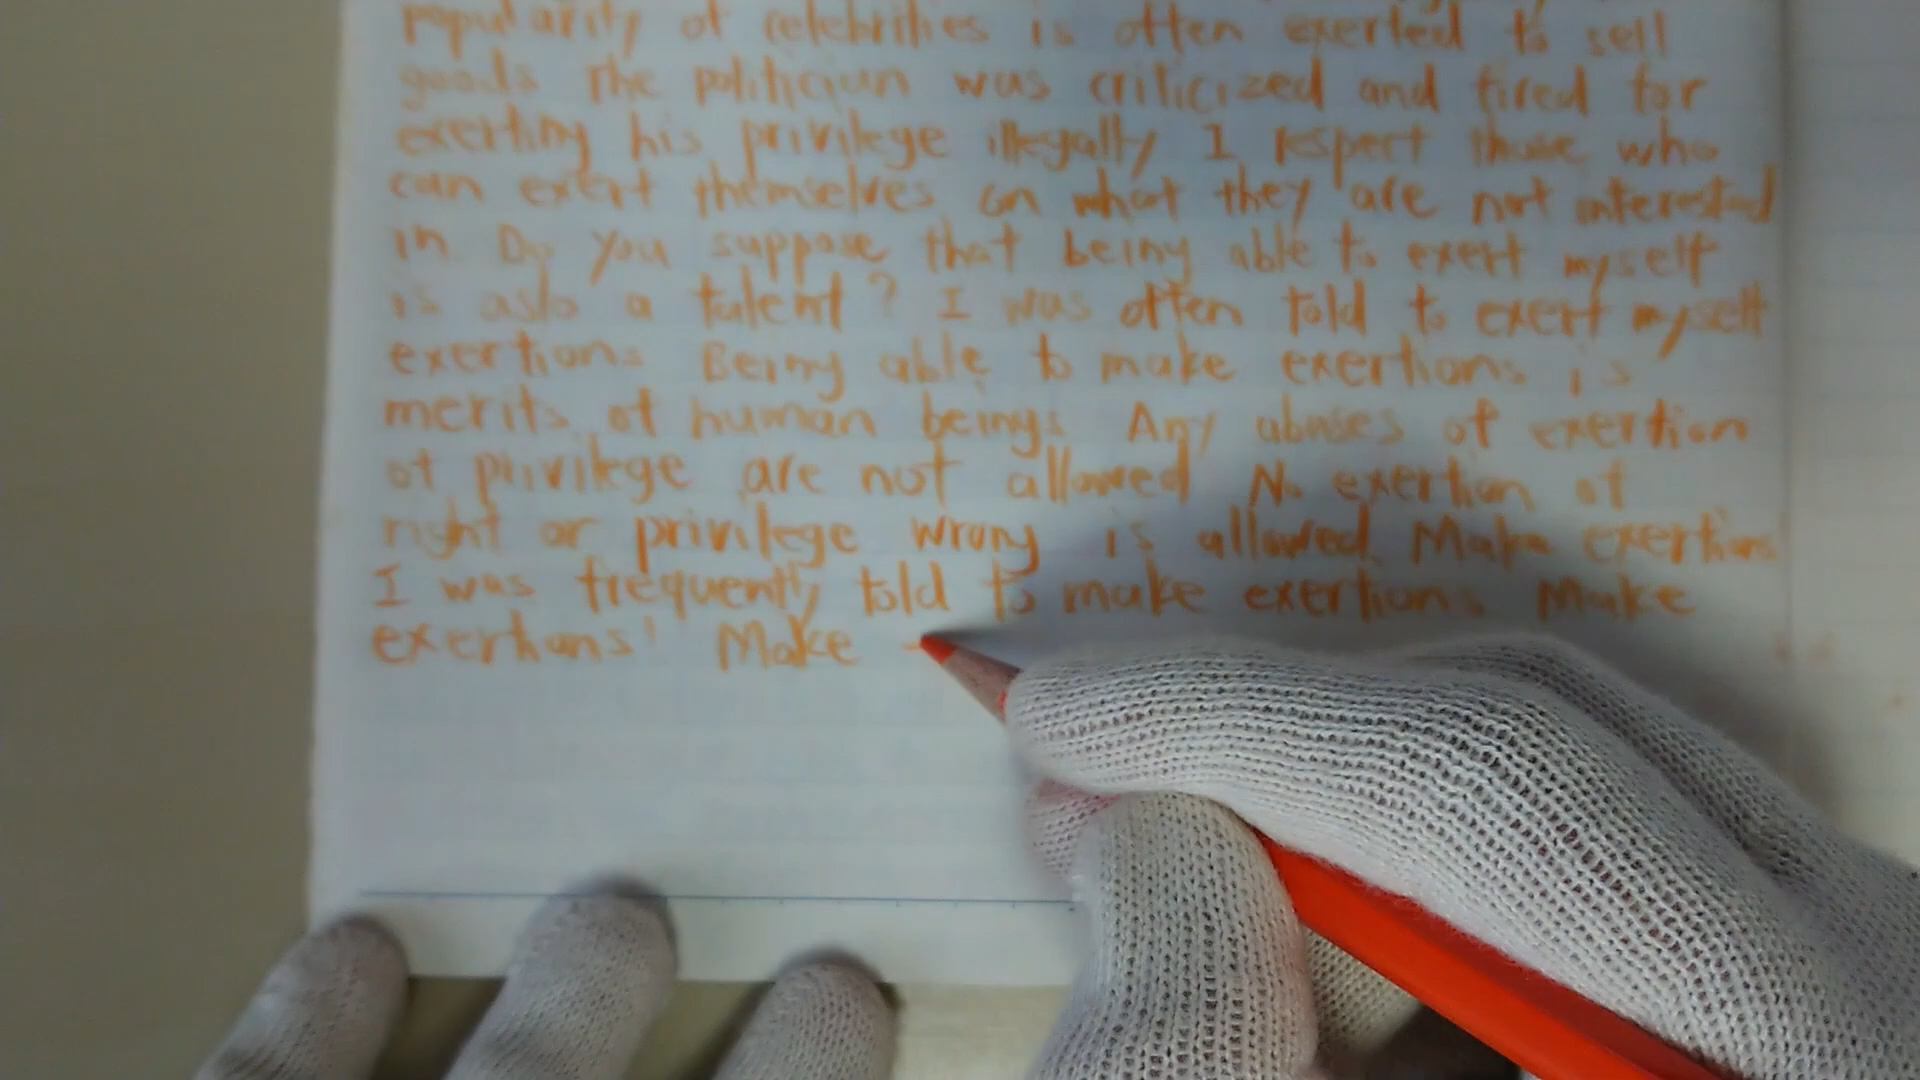 popularity of celebrities is often exerted to sell
goods The politician was criticized and fired for
exerting his privilege illegally I respect those who
can exert themselves on what they are not interested
in. Do you suppose that being able to exert myself
is aslo a talent? I was often told to exert myself
exertions Being able to make exertions is
merits of human beings Any abuses of exertion
of privilege are not allowed No exertion of
right or privilege wrong is allowed. Make exertions
I was frequently told to make exertions Make
exertions! Make